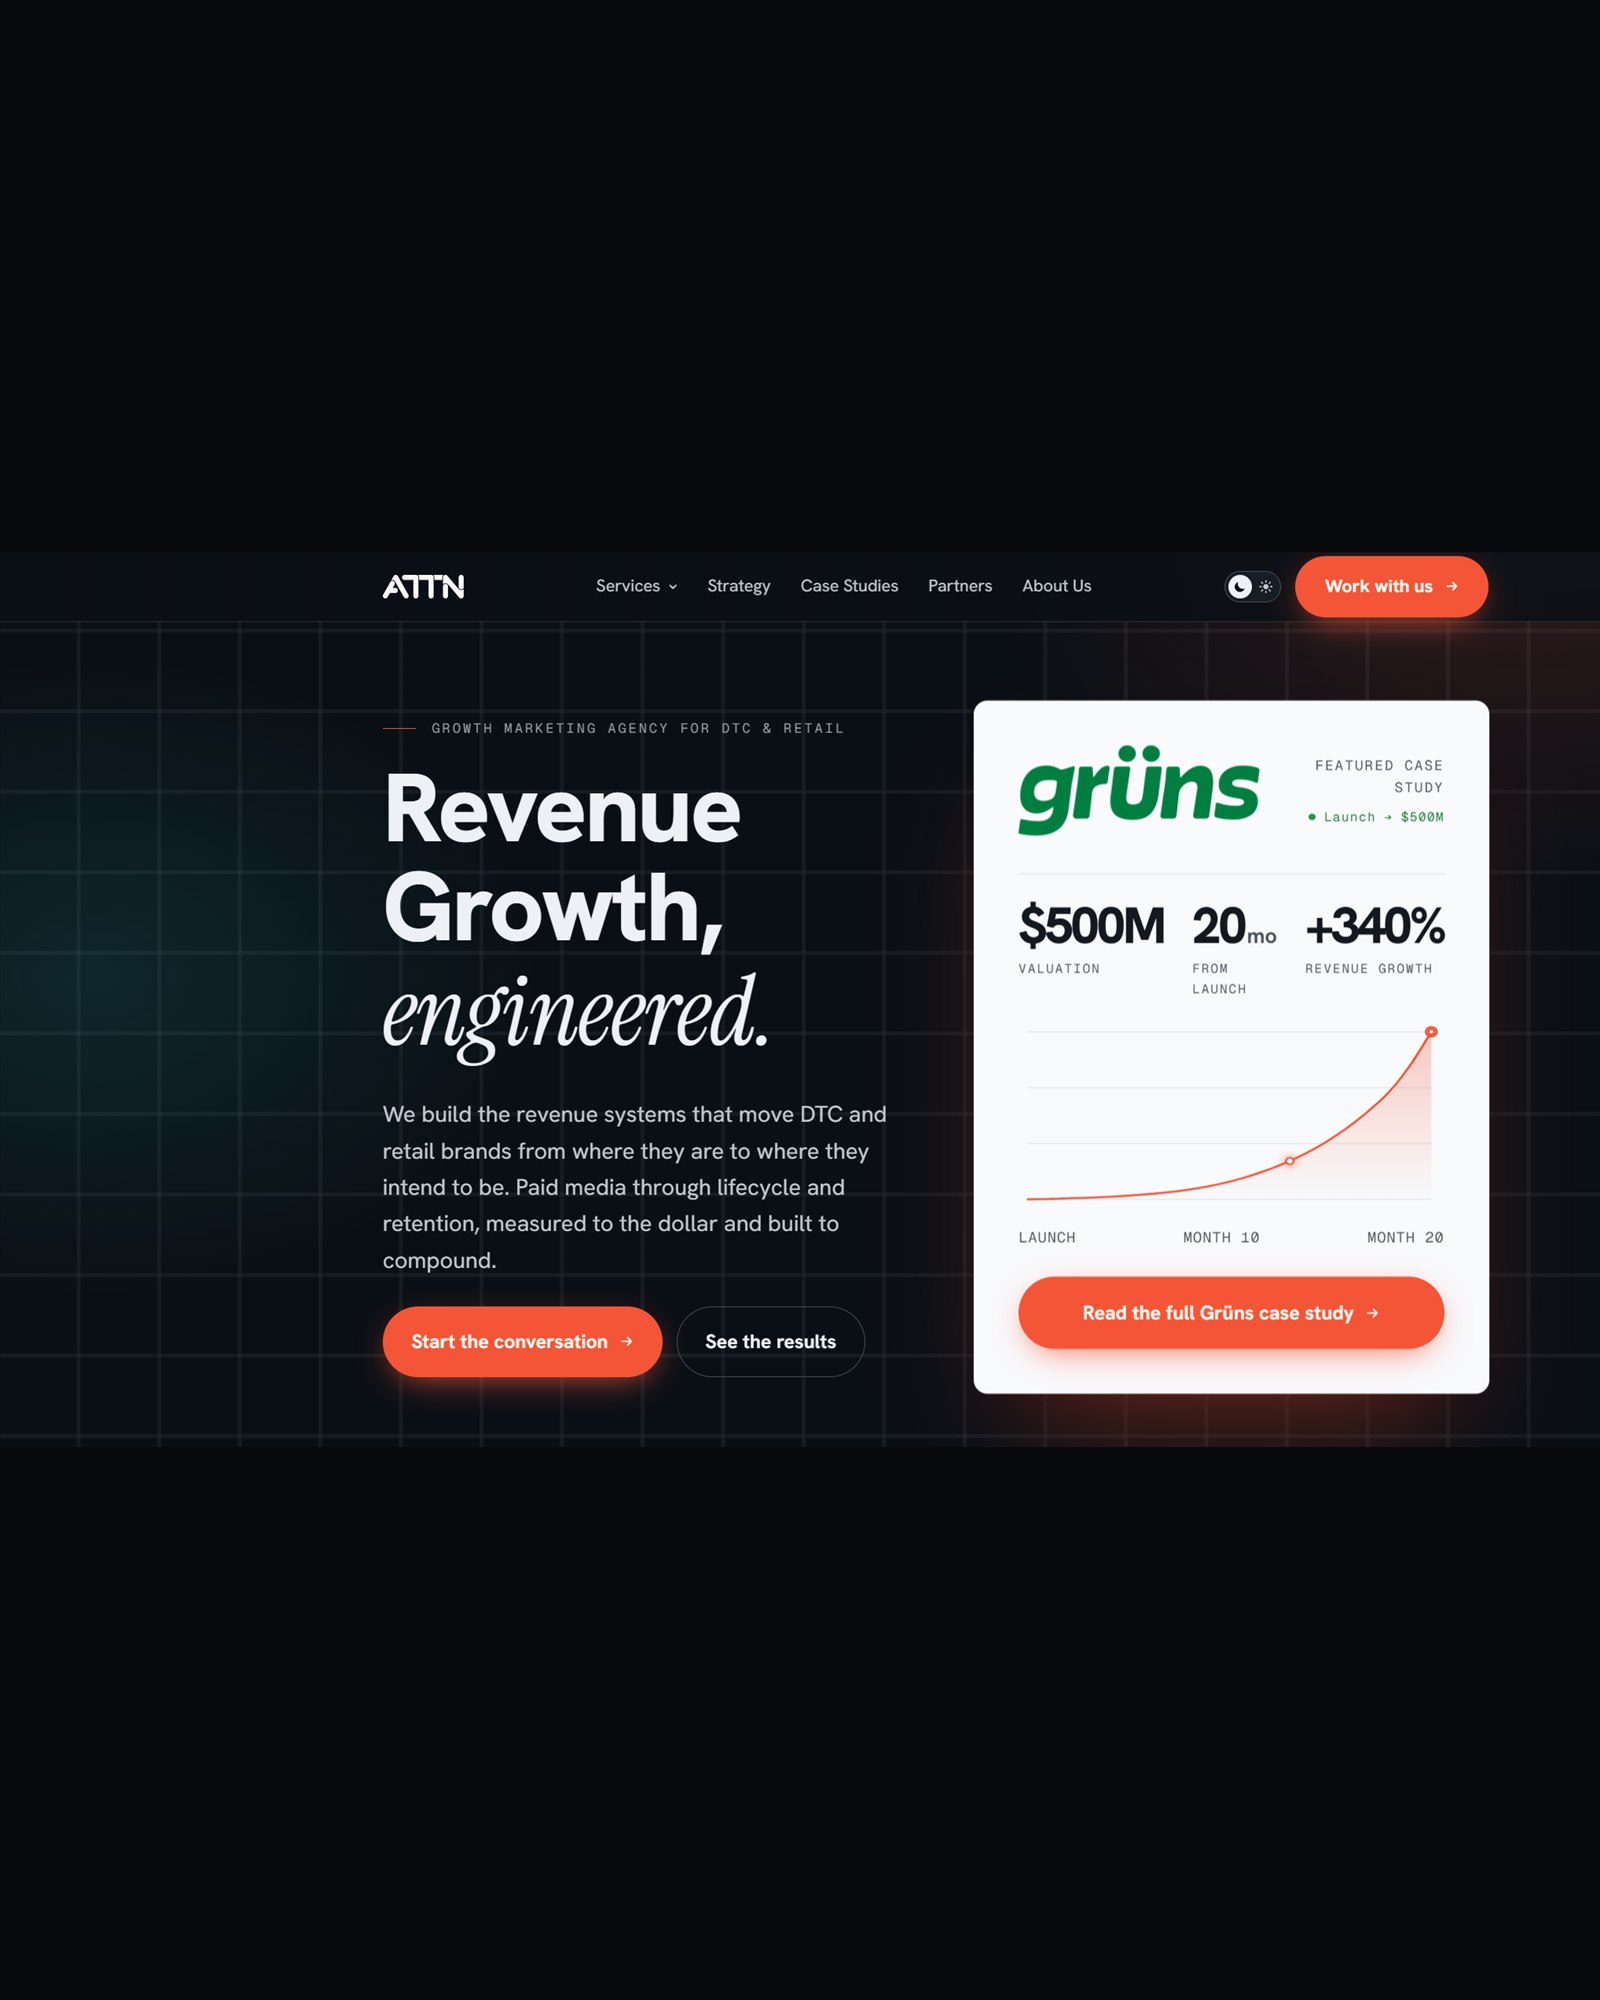 ATTN
Services
Strategy
Case Studies
Partners
About Us
Work with us →
GROWTH MARKETING AGENCY FOR DTC & RETAIL
Revenue
Growth,
engineered.
We build the revenue systems that move DTC and
retail brands from where they are to where they
intend to be. Paid media through lifecycle and
retention, measured to the dollar and built to
compound.
Start the conversation →
See the results
grüns
FEATURED CASE
STUDY
Launch → $500M
$500M
VALUATION
20mo
FROM
LAUNCH
+340%
REVENUE GROWTH
LAUNCH
MONTH 10
MONTH 20
Read the full Grüns case study →